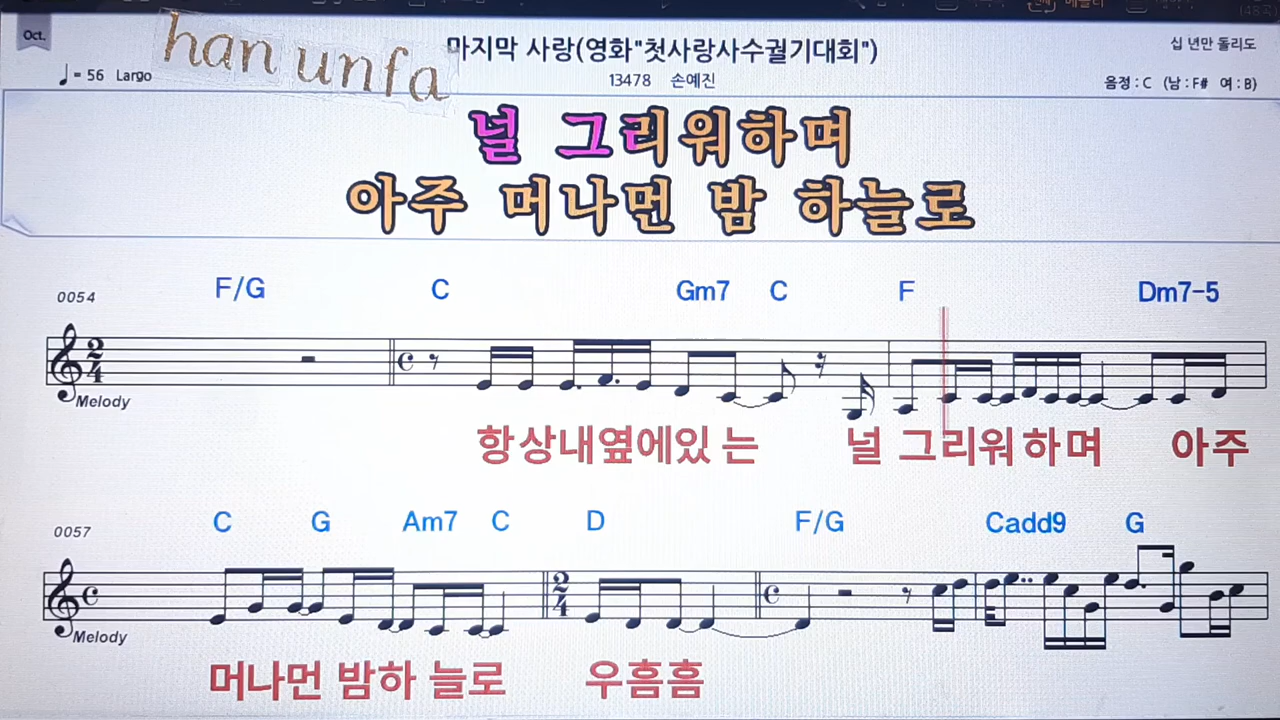 Oct.
han unfa
마지막 사랑(영화"첫사랑사수궐기대회")
십 년만 돌리도
♩= 56 Largo
13478 손예진
음정 : C (남 : F# 여 : B)
널 그리워하며
아주 머나먼 밤 하늘로
0054 F/G C Gm7 C F Dm7-5
2/4
Melody
항상내옆에있 는 널 그리워하며 아주
0057 C G Am7 C D F/G Cadd9 G
2/4
Melody
머나먼 밤하 늘로 우흠흠